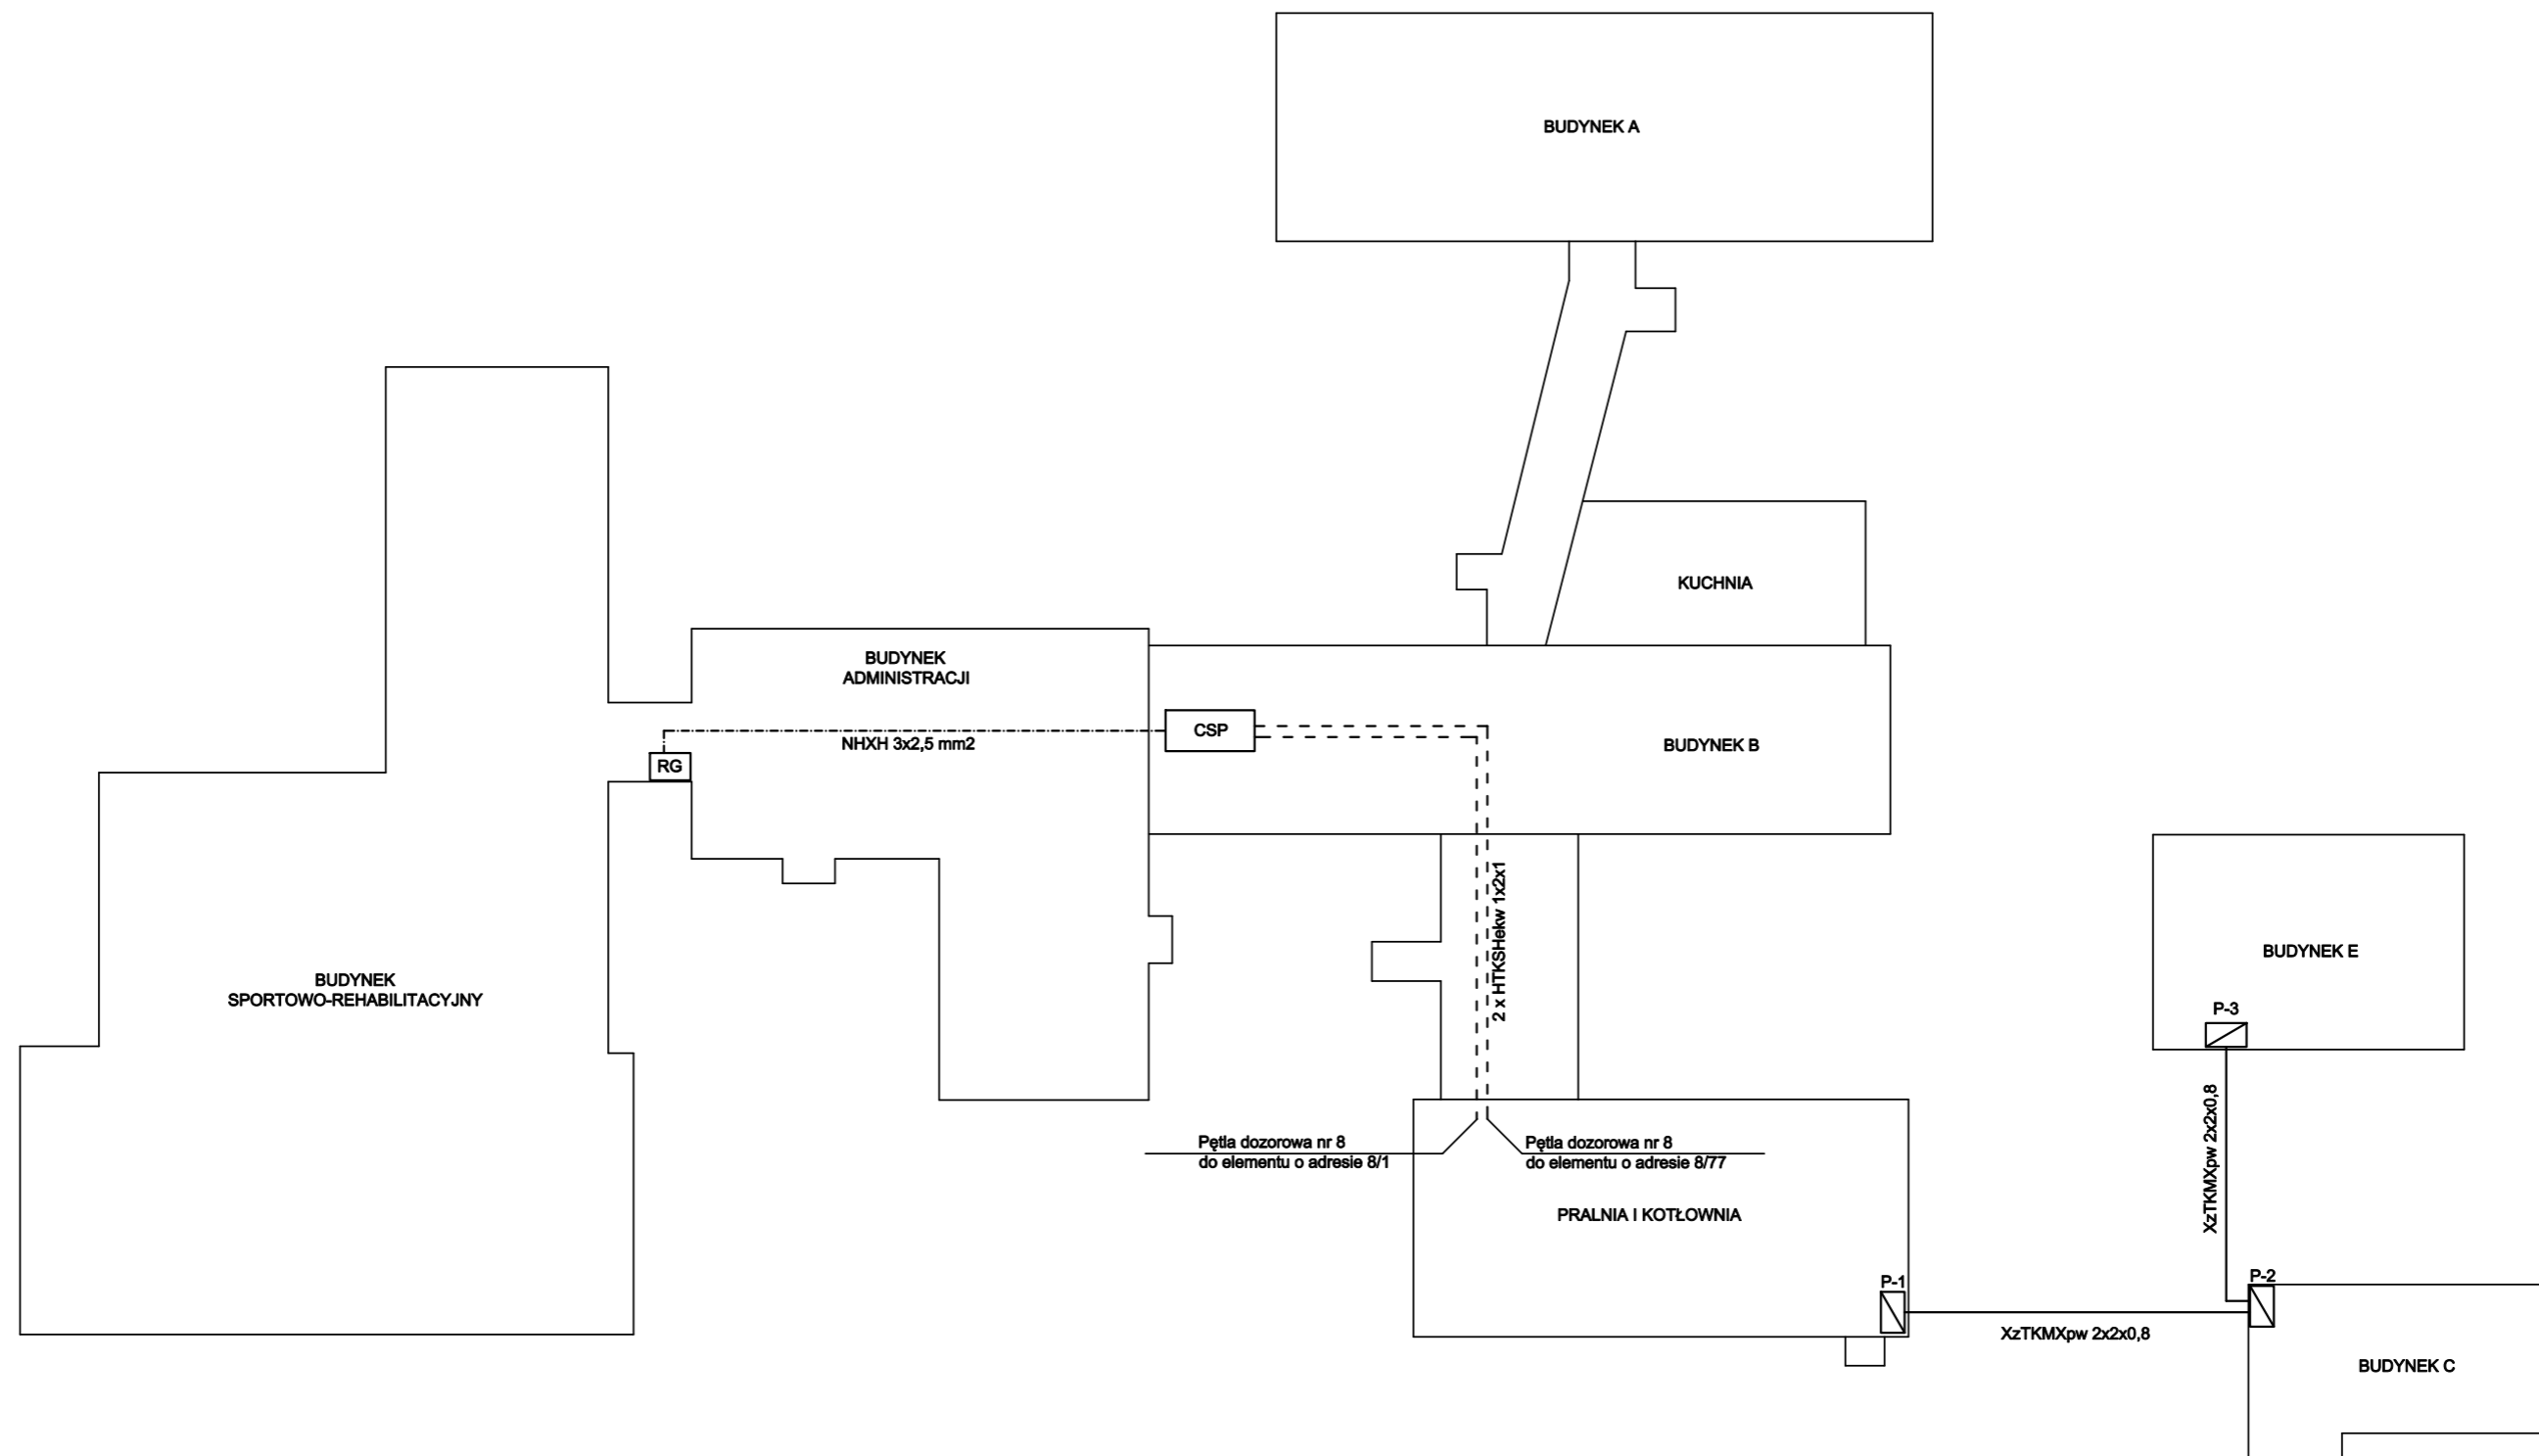 BUDYNEK A
KUCHNIA
BUDYNEK
ADMINISTRACJI
CSP
NHXH 3x2,5 mm2
BUDYNEK B
RG
2 x HTKSHekw 1x2x1
BUDYNEK E
BUDYNEK
SPORTOWO-REHABILITACYJNY
P-3
XzTKMXpw 2x2x0,8
Pętla dozorowa nr 8
do elementu o adresie 8/1
Pętla dozorowa nr 8
do elementu o adresie 8/77
PRALNIA I KOTŁOWNIA
P-1
P-2
XzTKMXpw 2x2x0,8
BUDYNEK C